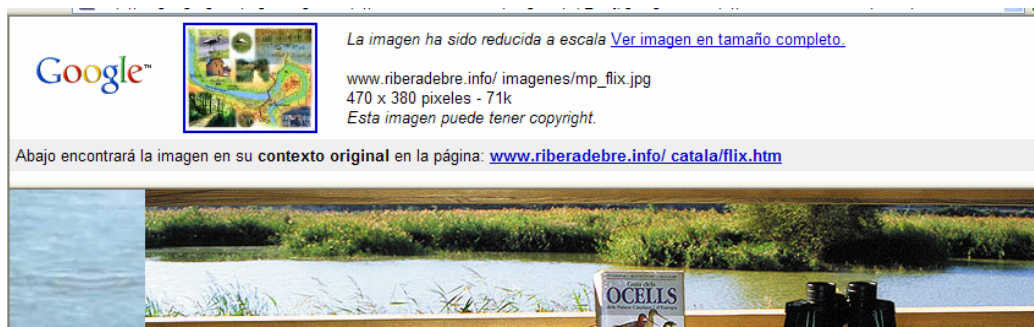 Google™
La imagen ha sido reducida a escala Ver imagen en tamaño completo.
www.riberadebre.info/ imagenes/mp_flix.jpg
470 x 380 pixeles - 71k
Esta imagen puede tener copyright.
Abajo encontrará la imagen en su contexto original en la página: www.riberadebre.info/ catala/flix.htm
Guia dels
OCELLS